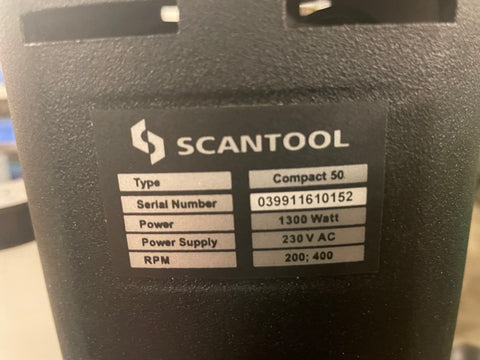 SCANTOOL
Type Compact 50
Serial Number 039911610152
Power 1300 Watt
Power Supply 230 V AC
RPM 200; 400